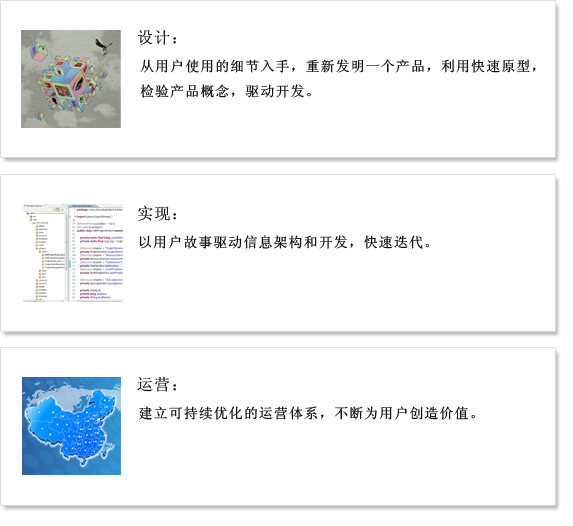 设计：
从用户使用的细节入手，重新发明一个产品，利用快速原型，
检验产品概念，驱动开发。
实现：
以用户故事驱动信息架构和开发，快速迭代。
运营：
建立可持续优化的运营体系，不断为用户创造价值。